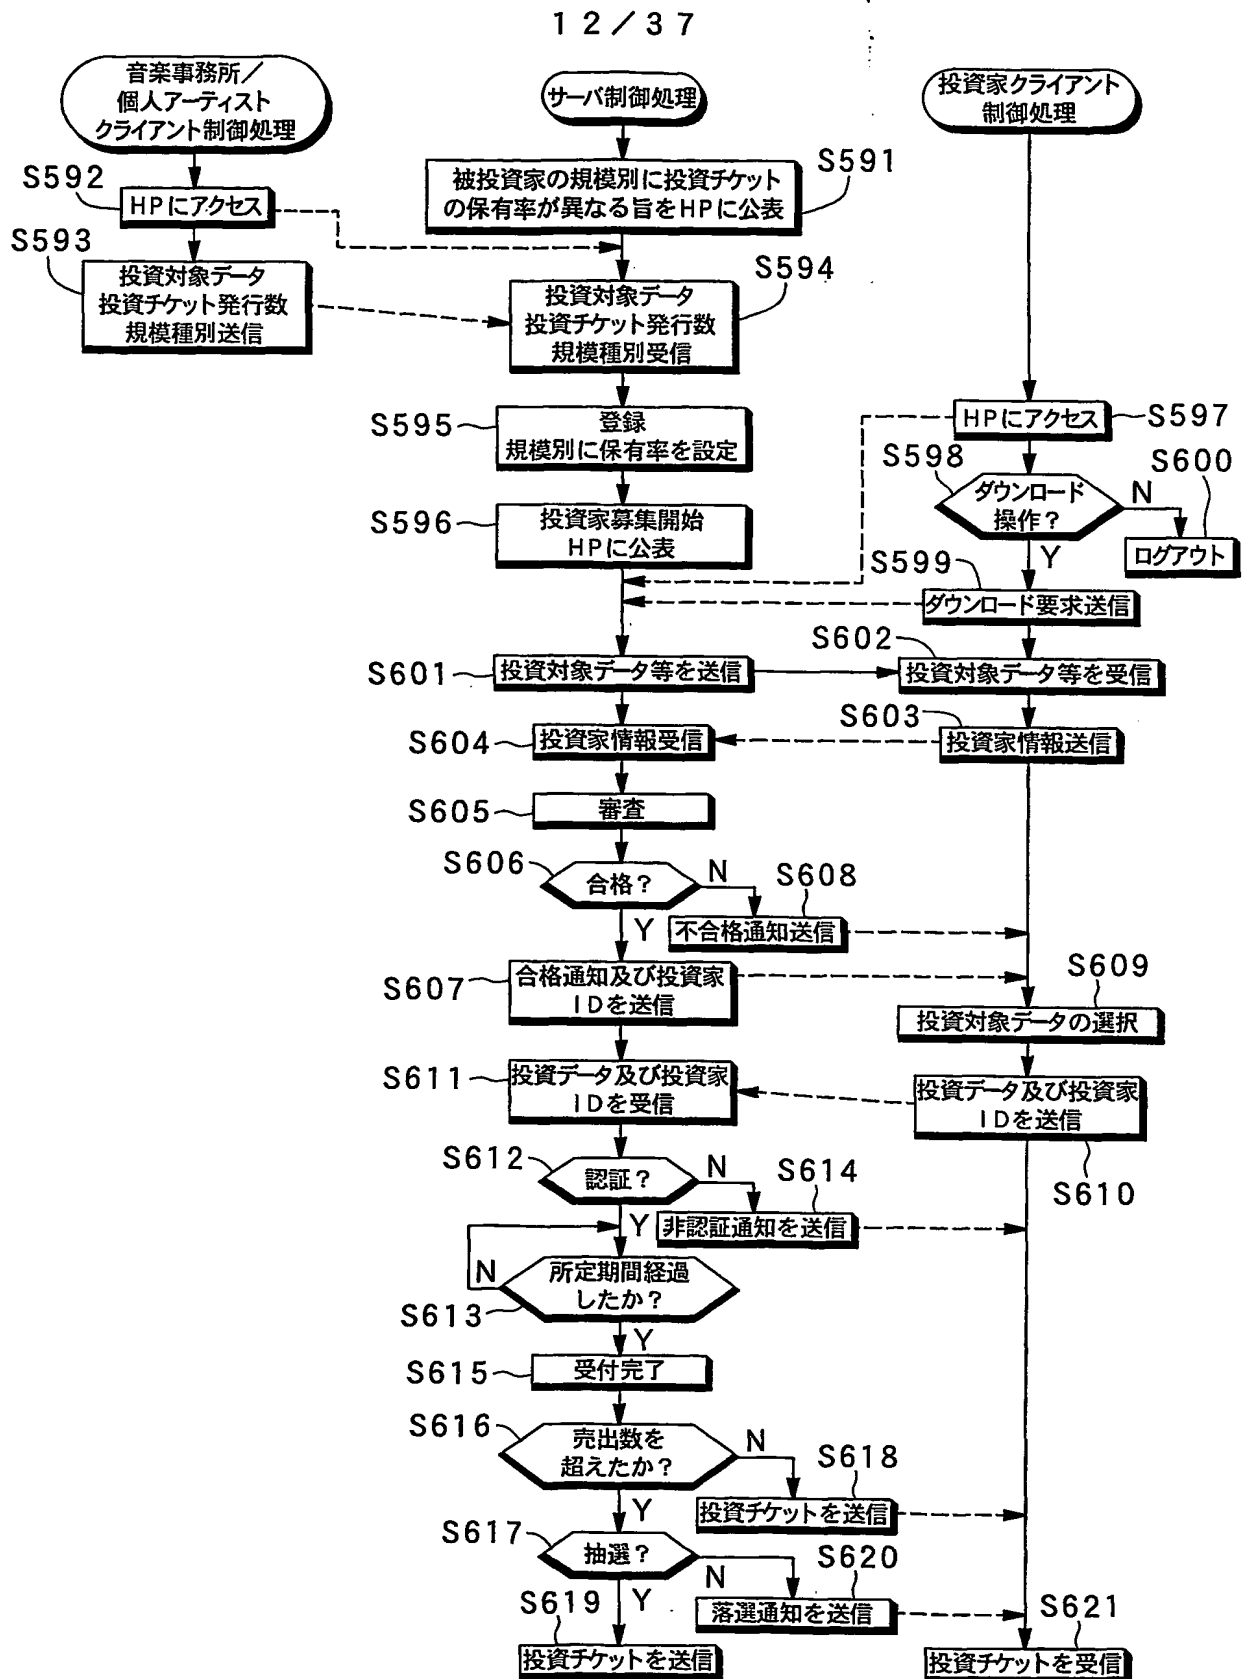 12/37
音楽事務所/
個人アーティスト
クライアント制御処理
サーバ制御処理
投資家クライアント
制御処理
S591
被投資家の規模別に投資チケット
の保有率が異なる旨をHPに公表
S592
HPにアクセス
S593
投資対象データ
投資チケット発行数
規模種別送信
S594
投資対象データ
投資チケット発行数
規模種別受信
S595
登録
規模別に保有率を設定
S597
HPにアクセス
S598
ダウンロード
操作?
N
S600
ログアウト
Y
S596
投資家募集開始
HPに公表
S599
ダウンロード要求送信
S601
投資対象データ等を送信
S602
投資対象データ等を受信
S603
投資家情報送信
S604
投資家情報受信
S605
審査
S606
合格?
N
S608
不合格通知送信
Y
S607
合格通知及び投資家
IDを送信
S609
投資対象データの選択
S611
投資データ及び投資家
IDを受信
投資データ及び投資家
IDを送信
S610
S612
認証?
N
S614
非認証通知を送信
Y
N
所定期間経過
したか?
S613
Y
S615
受付完了
S616
売出数を
超えたか?
N
S618
投資チケットを送信
Y
S617
抽選?
N
S620
落選通知を送信
Y
S619
投資チケットを送信
S621
投資チケットを受信